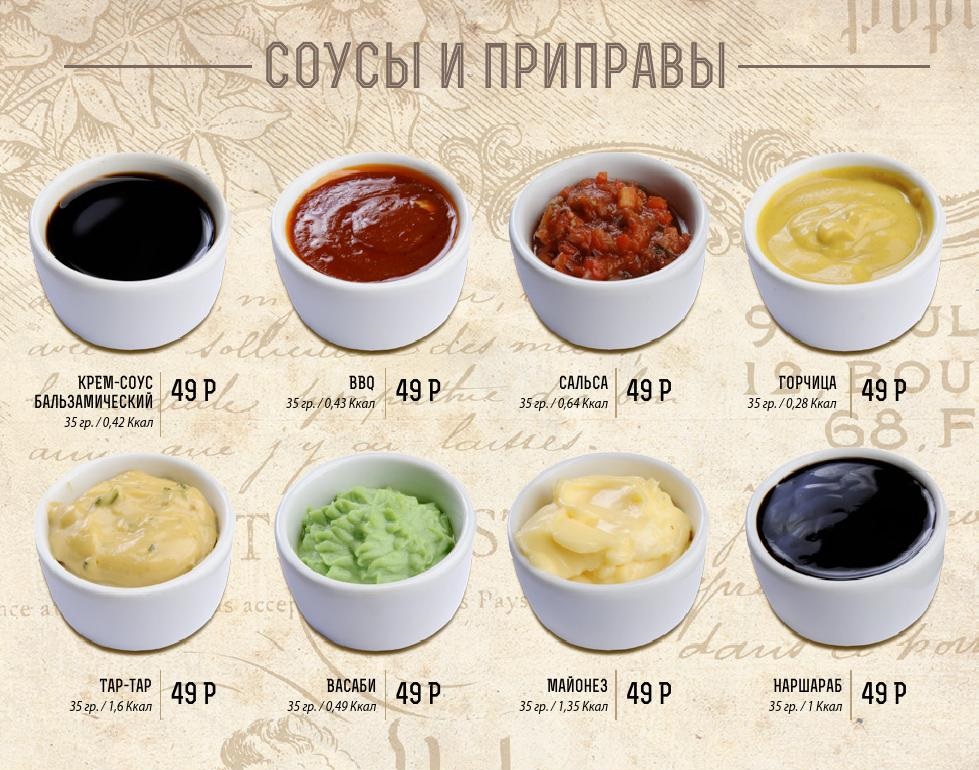 СОУСЫ И ПРИПРАВЫ
КРЕМ-СОУС
БАЛЬЗАМИЧЕСКИЙ
35 гр. / 0,42 Ккал
49 Р
BBQ
35 гр. / 0,43 Ккал
49 Р
САЛЬСА
35 гр. / 0,64 Ккал
49 Р
ГОРЧИЦА
35 гр. / 0,28 Ккал
49 Р
ТАР-ТАР
35 гр. / 1,6 Ккал
49 Р
ВАСАБИ
35 гр. / 0,49 Ккал
49 Р
МАЙОНЕЗ
35 гр. / 1,35 Ккал
49 Р
НАРШАРАБ
35 гр. / 1 Ккал
49 Р